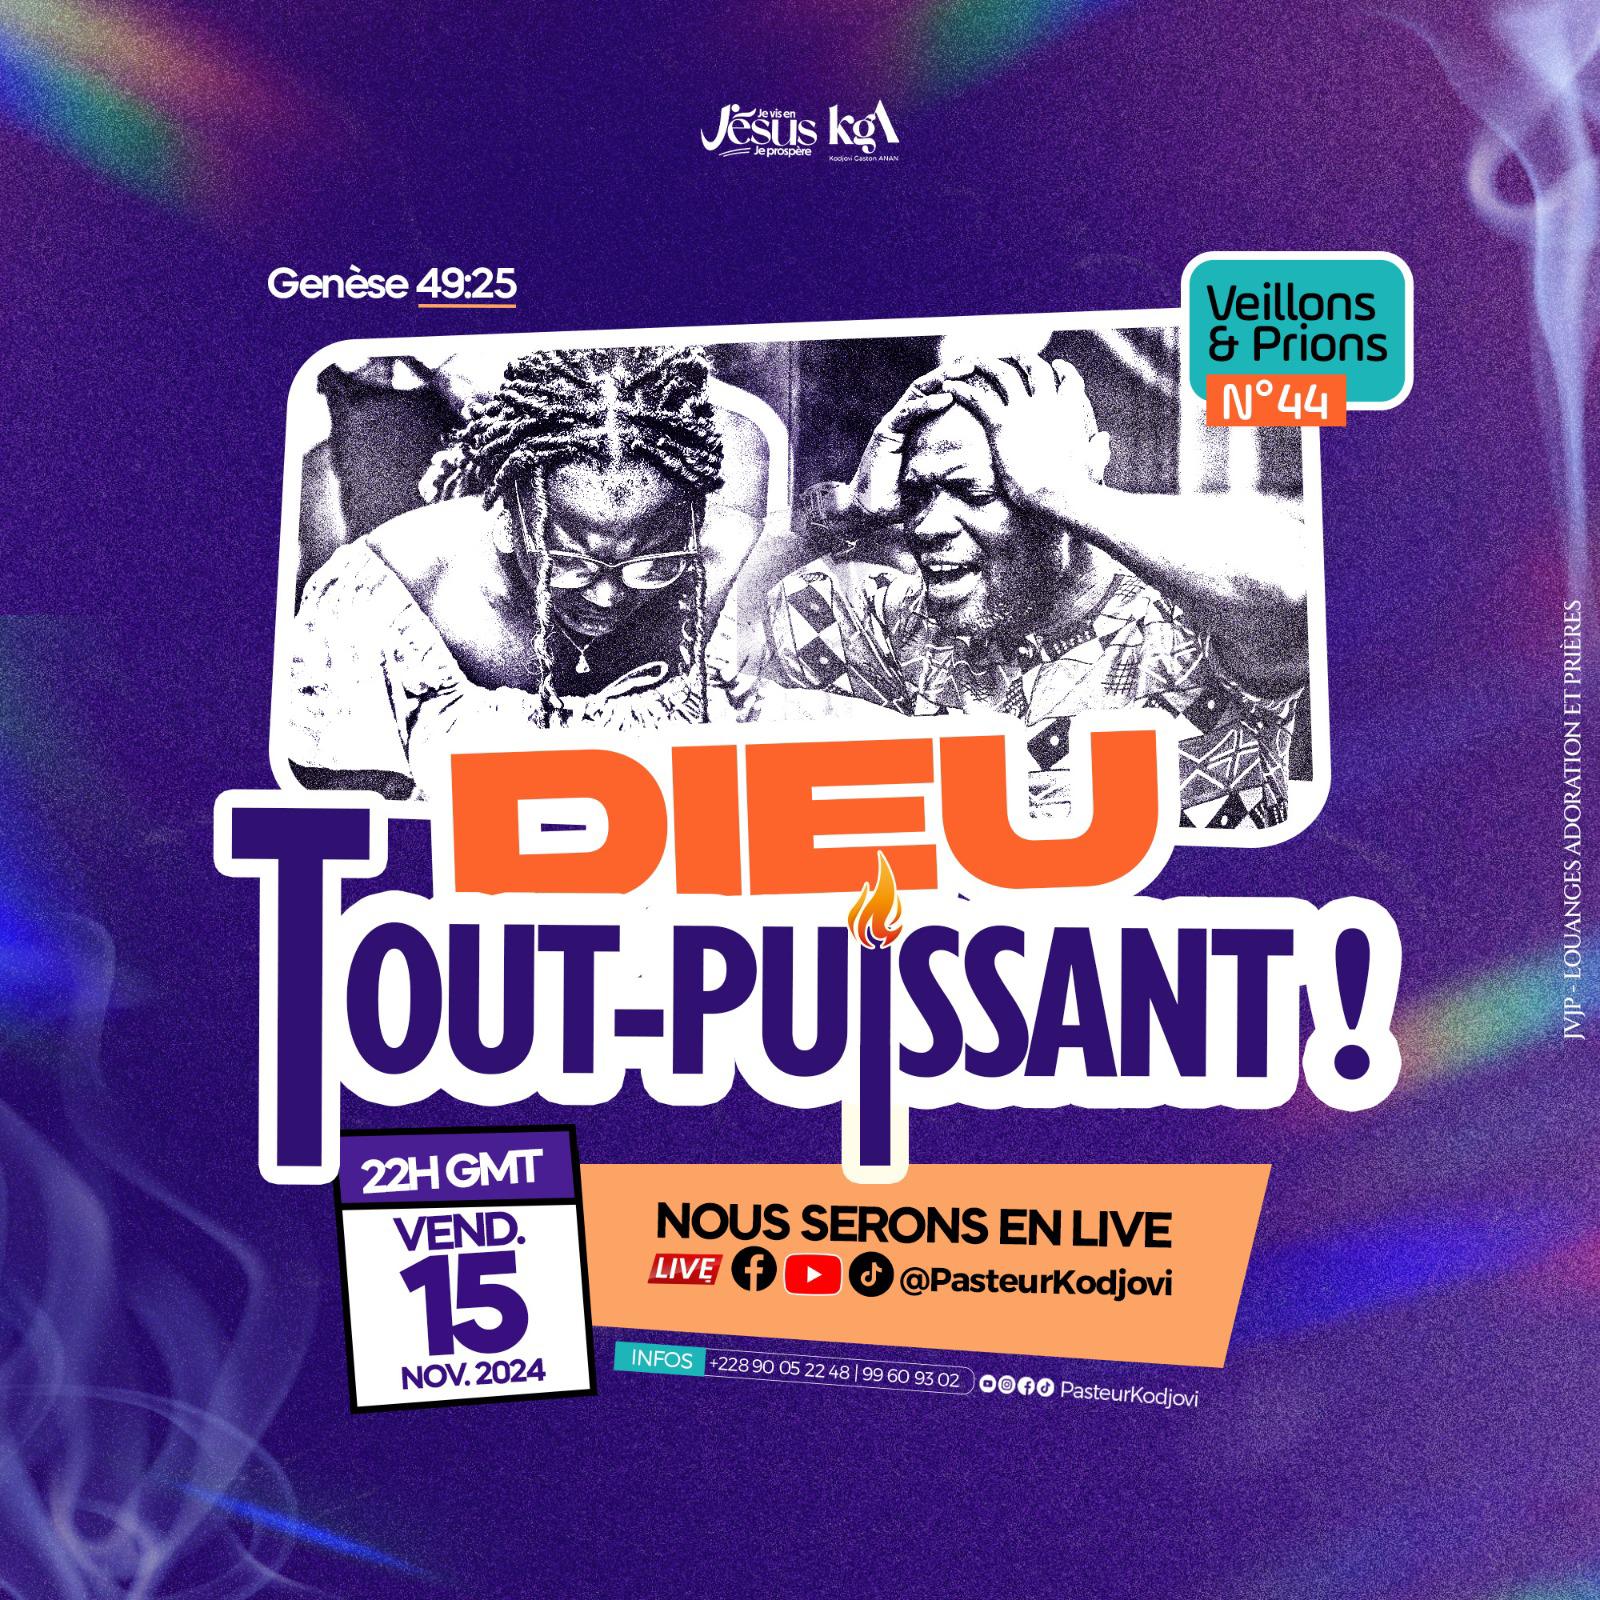 Je vis en
Jésus
Je prospère
kgA
Kodjovi Gaston ANAN
Genèse 49:25
Veillons
& Prions
N°44
DIEU
TOUT-PUiSSANT !
22H GMT
VEND.
15
NOV. 2024
NOUS SERONS EN LIVE
LIVE @PasteurKodjovi
INFOS +228 90 05 22 48 | 99 60 93 02 PasteurKodjovi
JVJP - LOUANGES ADORATION ET PRIÈRES